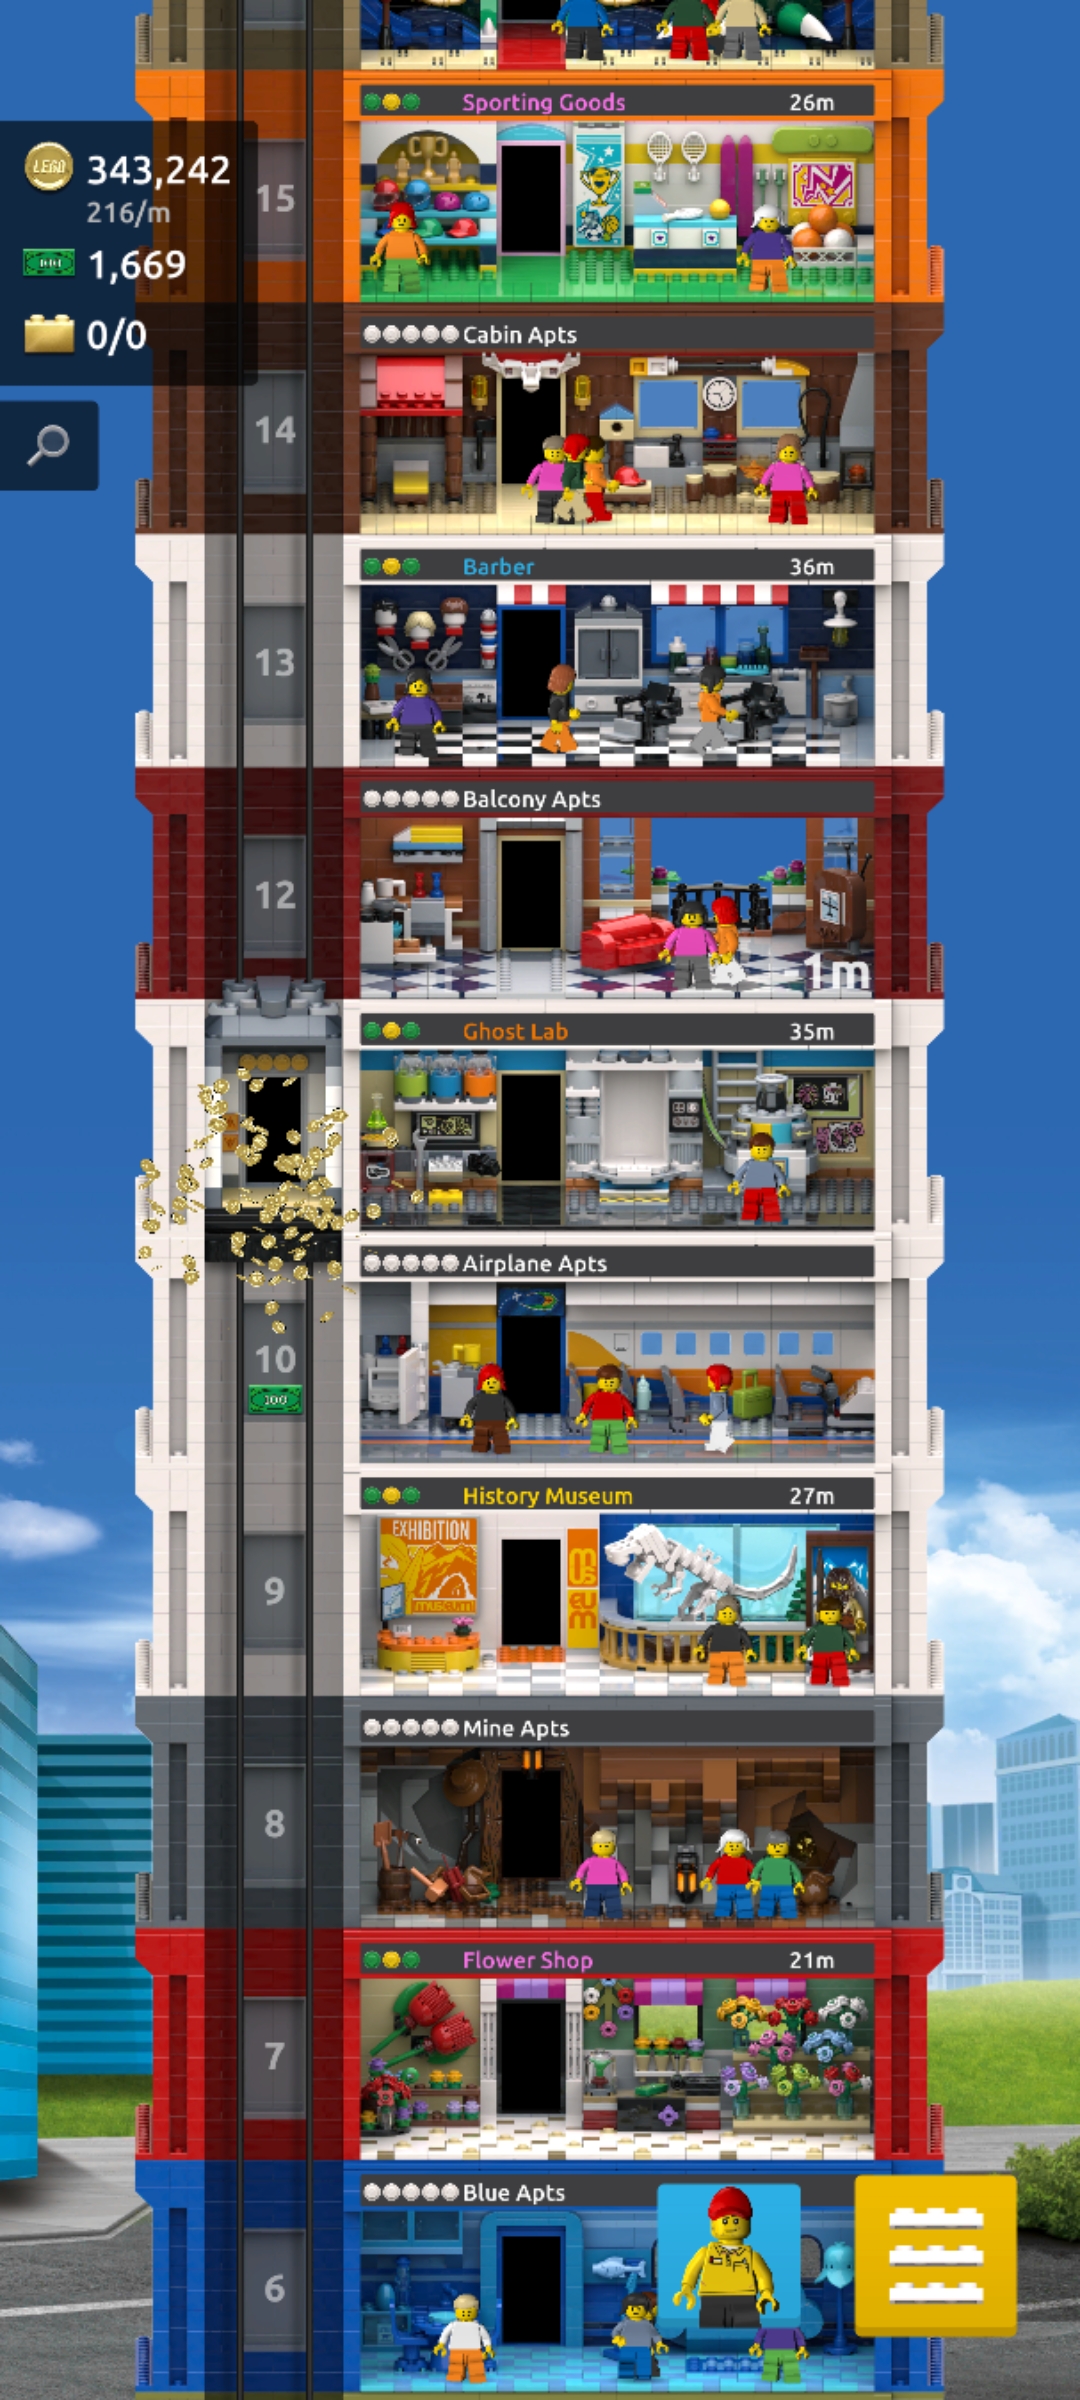 Sporting Goods 26m
LEGO 343,242
216/m
1,669
0/0
15
Cabin Apts
14
Barber 36m
13
Balcony Apts
12
-1m
Ghost Lab 35m
Airplane Apts
10
100
History Museum 27m
EXHIBITION
MUSEUM
MUSEUM
9
Mine Apts
8
Flower Shop 21m
7
Blue Apts
6